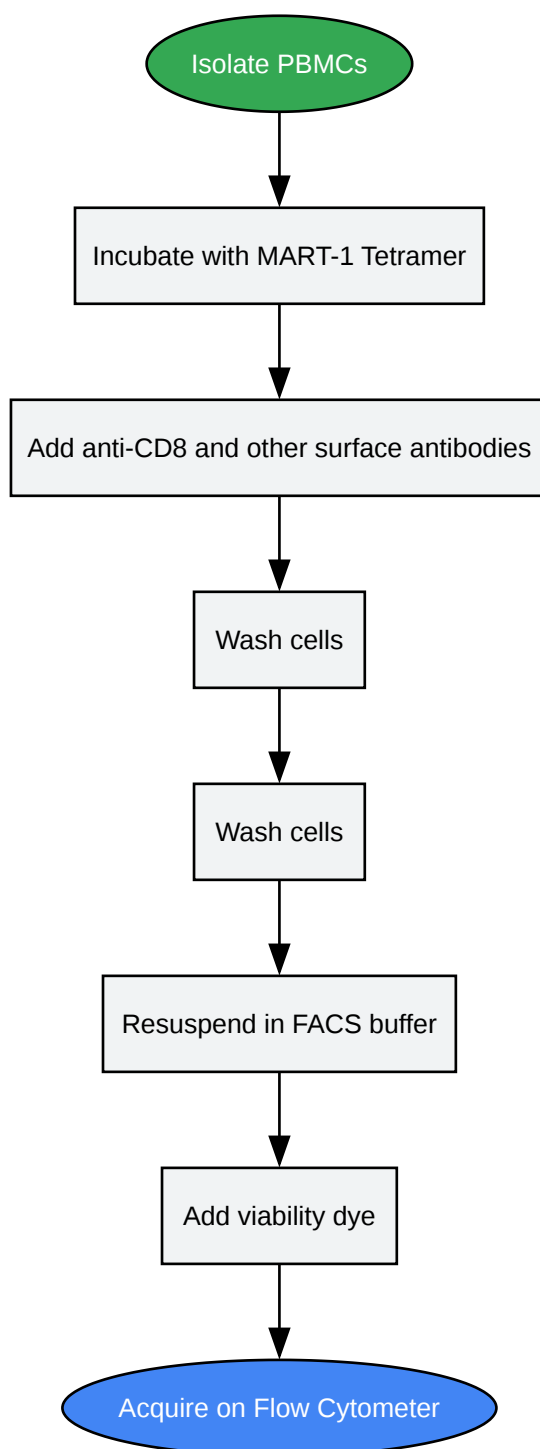 Isolate PBMCs
Incubate with MART-1 Tetramer
Add anti-CD8 and other surface antibodies
Wash cells
Wash cells
Resuspend in FACS buffer
Add viability dye
Acquire on Flow Cytometer